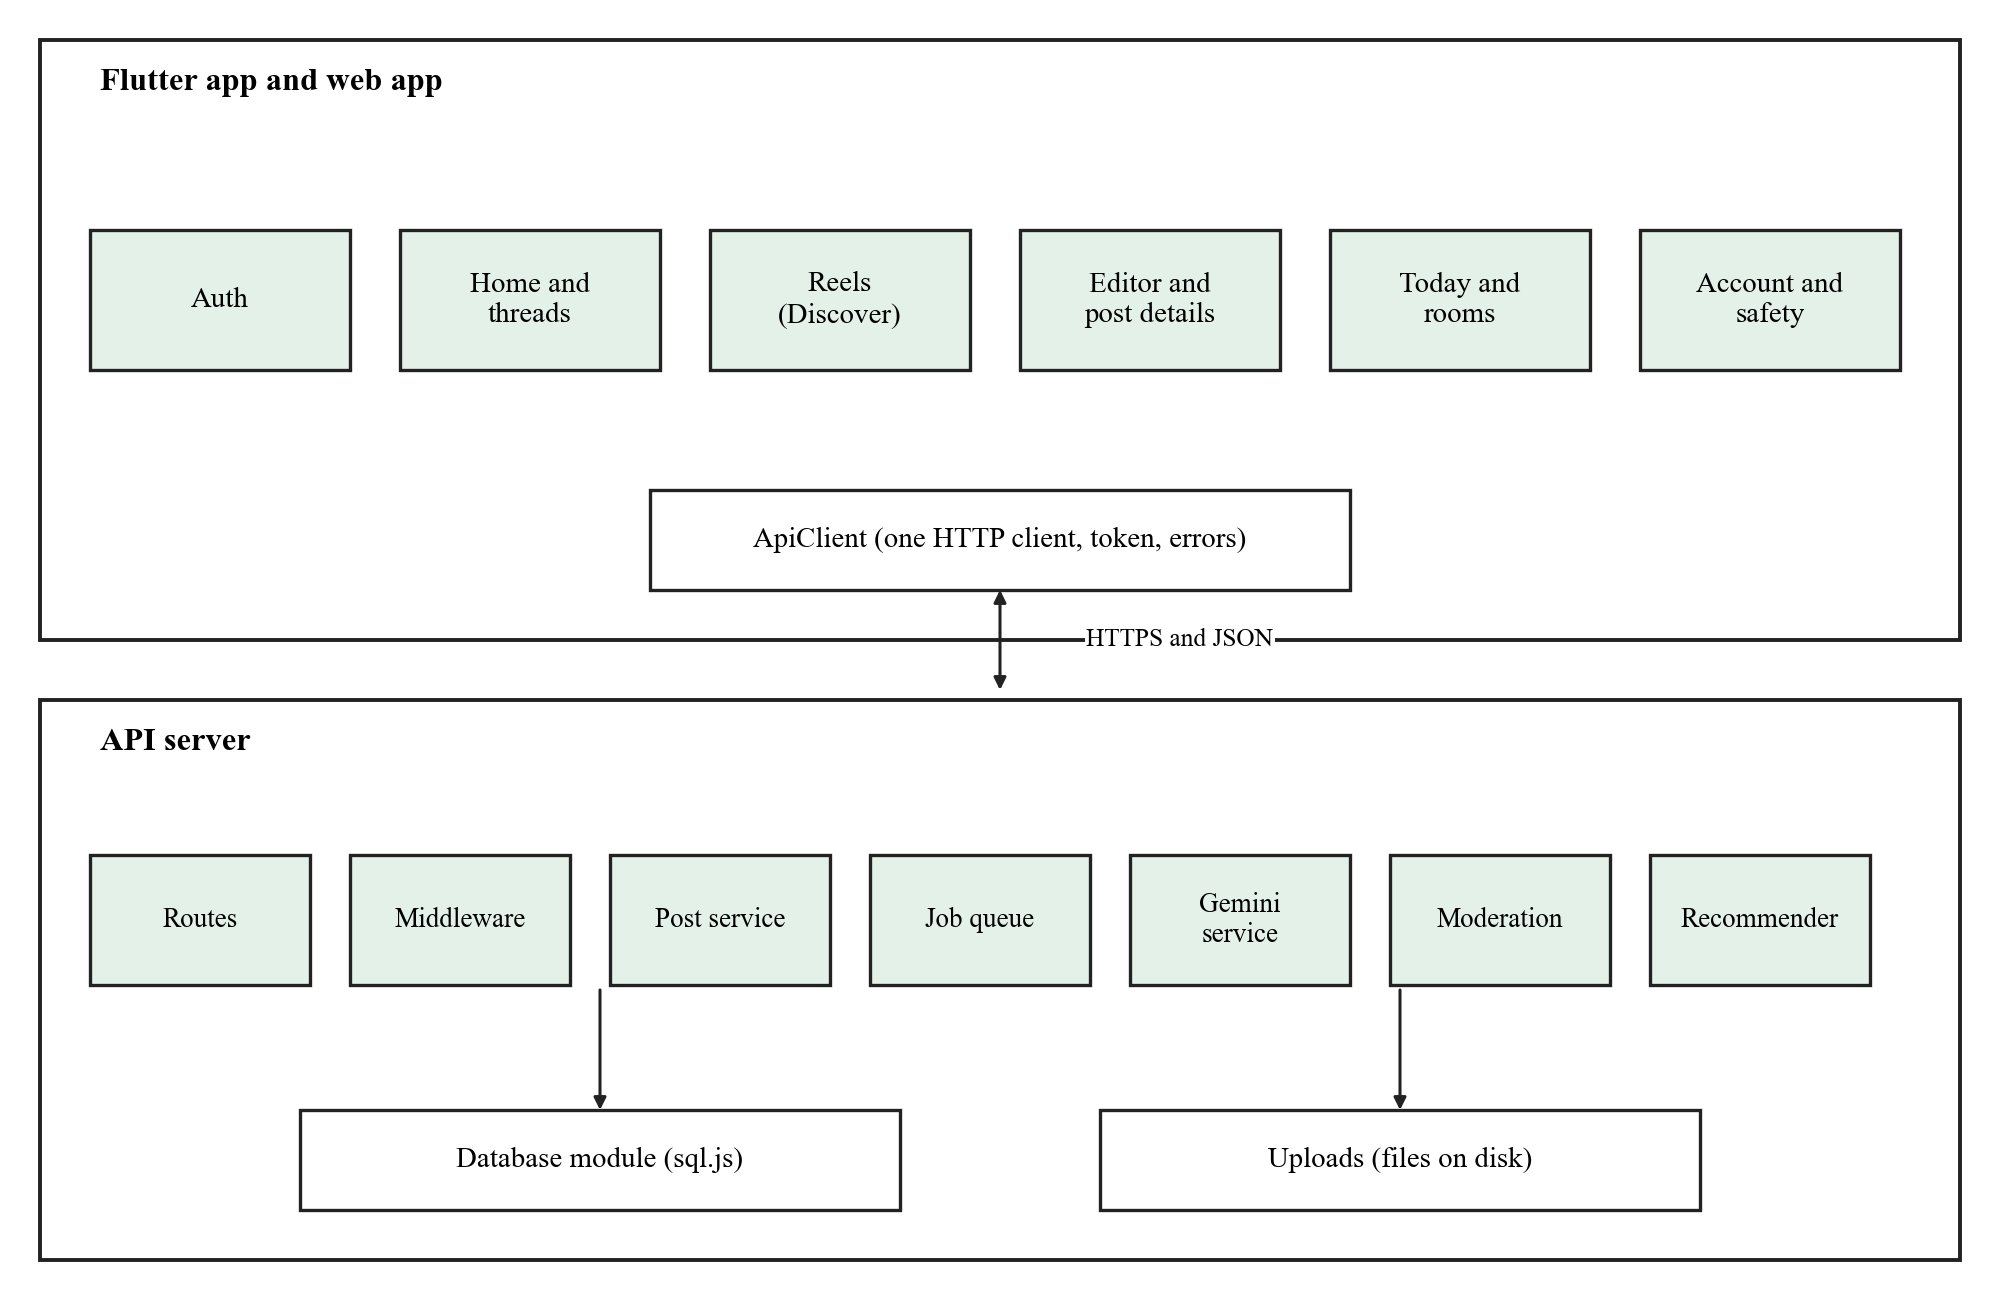 Flutter app and web app
Auth
Home and
threads
Reels
(Discover)
Editor and
post details
Today and
rooms
Account and
safety
ApiClient (one HTTP client, token, errors)
HTTPS and JSON
API server
Routes
Middleware
Post service
Job queue
Gemini
service
Moderation
Recommender
Database module (sql.js)
Uploads (files on disk)